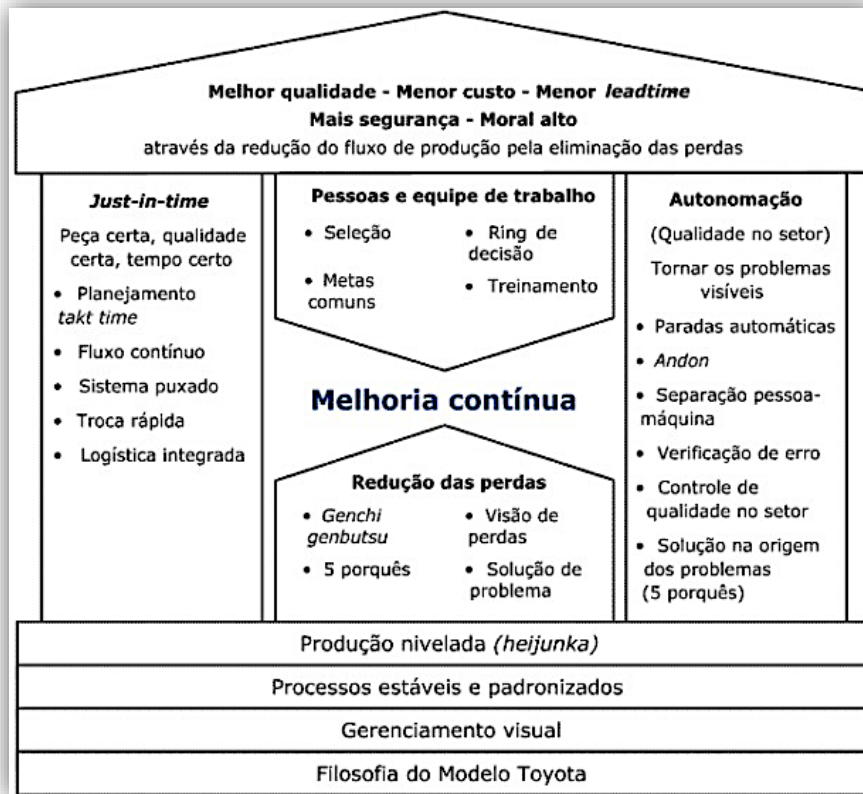 Melhor qualidade - Menor custo - Menor leadtime
Mais segurança - Moral alto
através da redução do fluxo de produção pela eliminação das perdas
Just-in-time
Peça certa, qualidade
certa, tempo certo
• Planejamento
takt time
• Fluxo contínuo
• Sistema puxado
• Troca rápida
• Logística integrada
Pessoas e equipe de trabalho
• Seleção
• Ring de
decisão
• Metas
comuns
• Treinamento
Melhoria contínua
Redução das perdas
• Genchi
genbutsu
• Visão de
perdas
• 5 porquês
• Solução de
problema
Autonomação
(Qualidade no setor)
Tornar os problemas
visíveis
• Paradas automáticas
• Andon
• Separação pessoa-
máquina
• Verificação de erro
• Controle de
qualidade no setor
• Solução na origem
dos problemas
(5 porquês)
Produção nivelada (heijunka)
Processos estáveis e padronizados
Gerenciamento visual
Filosofia do Modelo Toyota